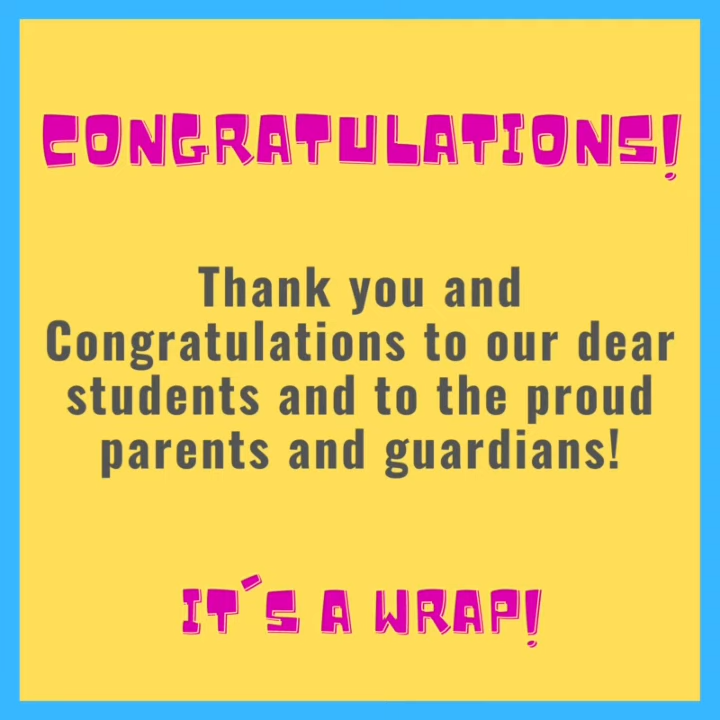 CONGRATULATIONS!
Thank you and
Congratulations to our dear
students and to the proud
parents and guardians!
IT´S A WRAP!